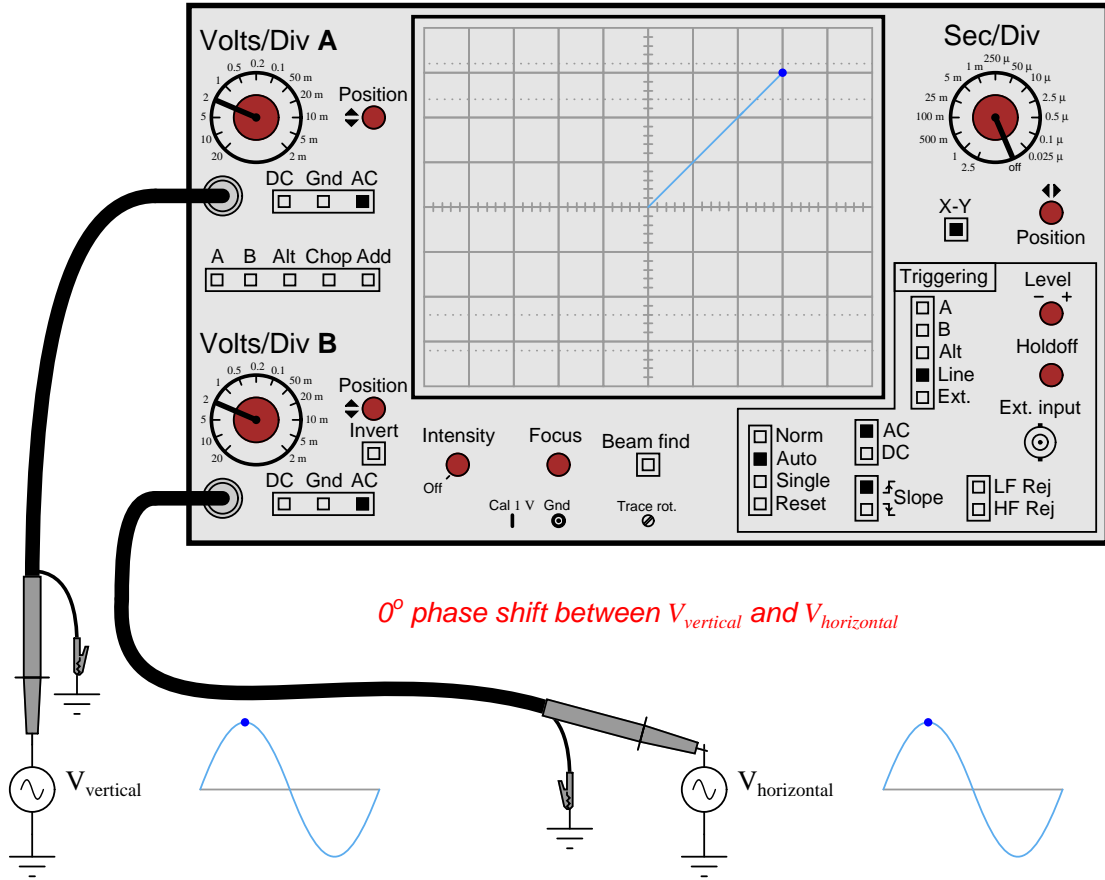 Volts/Div A
0.5 0.2 0.1
1 50 m
2 20 m
5 10 m
10 5 m
20 2 m
Position
DC Gnd AC
A B Alt Chop Add
Volts/Div B
0.5 0.2 0.1
1 50 m
2 20 m
5 10 m
10 5 m
20 2 m
Position
Invert
DC Gnd AC
Intensity
Off
Focus
Beam find
Cal 1 V Gnd
Trace rot.
Sec/Div
250 µ
1 m 50 µ
5 m 10 µ
25 m 2.5 µ
100 m 0.5 µ
500 m 0.1 µ
1 0.025 µ
2.5 off
X-Y
Position
Triggering
A
B
Alt
Line
Ext.
Level
− +
Holdoff
Ext. input
Norm
Auto
Single
Reset
AC
DC
Slope
LF Rej
HF Rej
0o phase shift between Vvertical and Vhorizontal
Vvertical
Vhorizontal